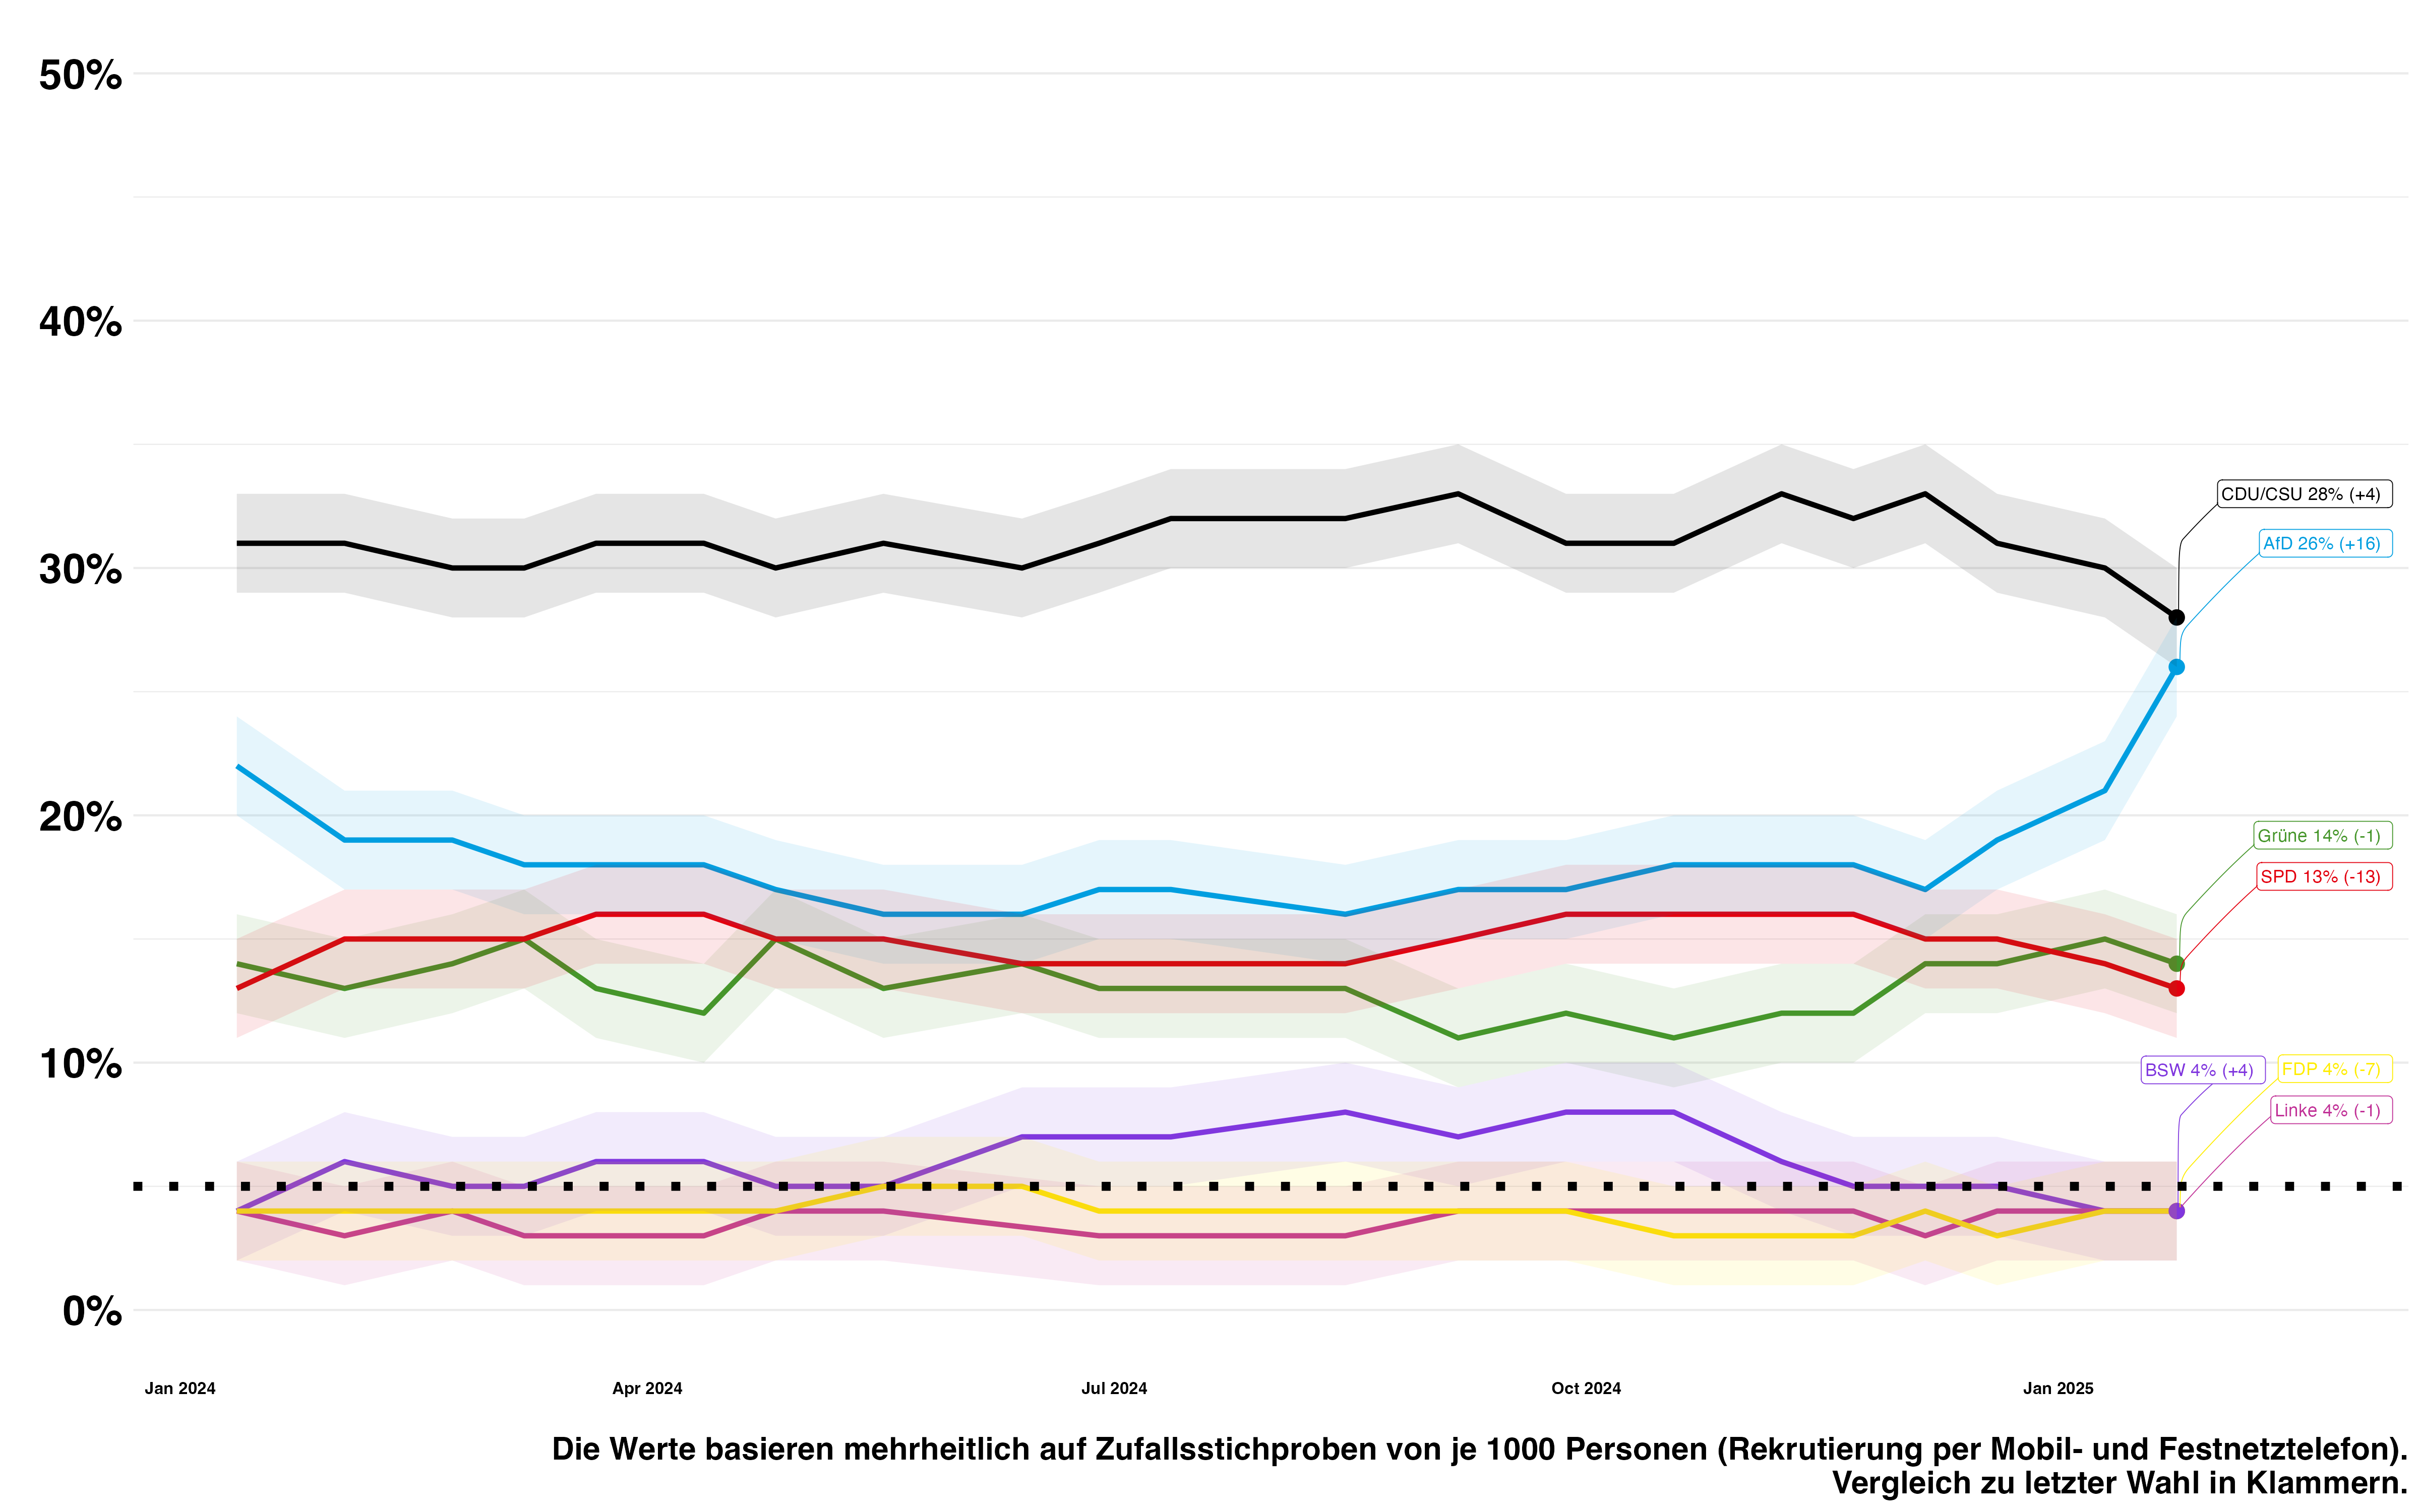 50%
40%
30%
20%
10%
0%
CDU/CSU 28% (+4)
AfD 26% (+16)
Grüne 14% (-1)
SPD 13% (-13)
BSW 4% (+4)
FDP 4% (-7)
Linke 4% (-1)
Jan 2024
Apr 2024
Jul 2024
Oct 2024
Jan 2025
Die Werte basieren mehrheitlich auf Zufallsstichproben von je 1000 Personen (Rekrutierung per Mobil- und Festnetztelefon).
Vergleich zu letzter Wahl in Klammern.